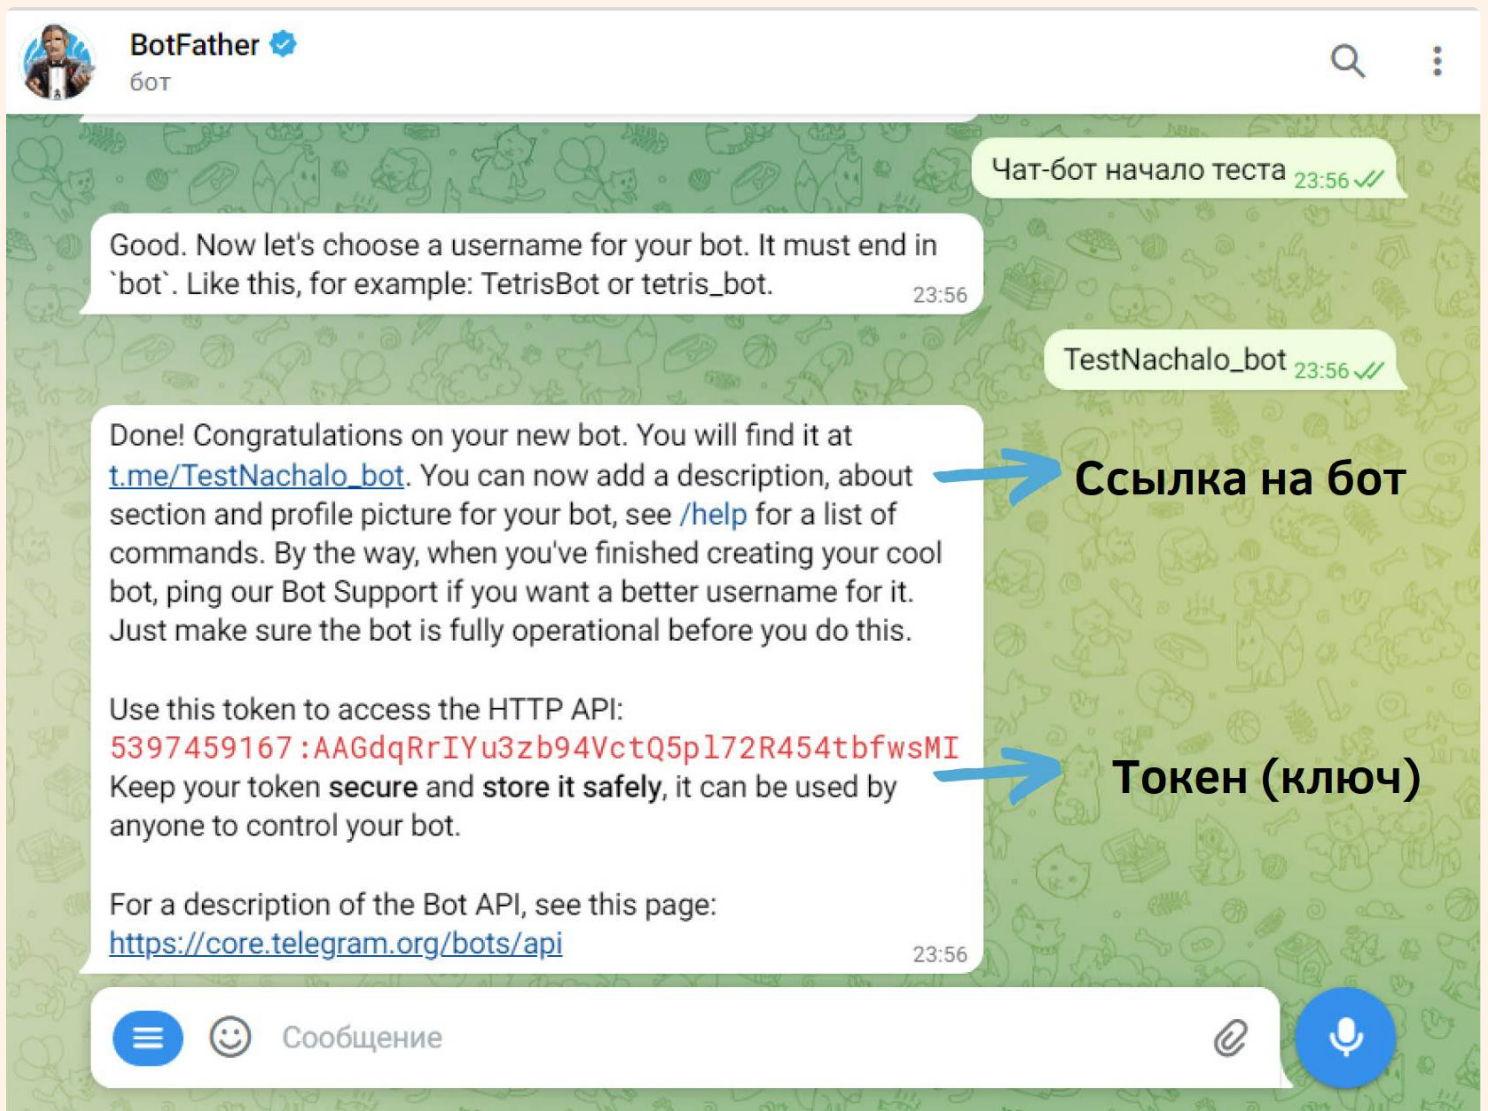 BotFather
бот
Чат-бот начало теста 23:56
Good. Now let's choose a username for your bot. It must end in
`bot`. Like this, for example: TetrisBot or tetris_bot.
23:56
TestNachalo_bot 23:56
Done! Congratulations on your new bot. You will find it at
t.me/TestNachalo_bot. You can now add a description, about
section and profile picture for your bot, see /help for a list of
commands. By the way, when you've finished creating your cool
bot, ping our Bot Support if you want a better username for it.
Just make sure the bot is fully operational before you do this.
Ссылка на бот
Use this token to access the HTTP API:
5397459167:AAGdqRrIYu3zb94VctQ5pl72R454tbfwsMI
Keep your token secure and store it safely, it can be used by
anyone to control your bot.
Токен (ключ)
For a description of the Bot API, see this page:
https://core.telegram.org/bots/api
23:56
Сообщение